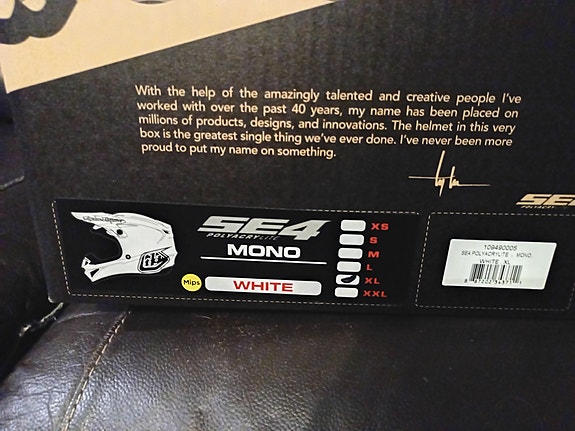 With the help of the amazingly talented and creative people I've
worked with over the past 40 years, my name has been placed on
millions of products, designs, and innovations. The helmet in this very
box is the greatest single thing we've ever done. I've never been more
proud to put my name on something.
SE4
POLYACRYLITE
MONO
Mips
WHITE
XS
S
M
L
XL
XXL
SE4
109490005
SE4 POLYACRYLITE - MONO,
WHITE XL